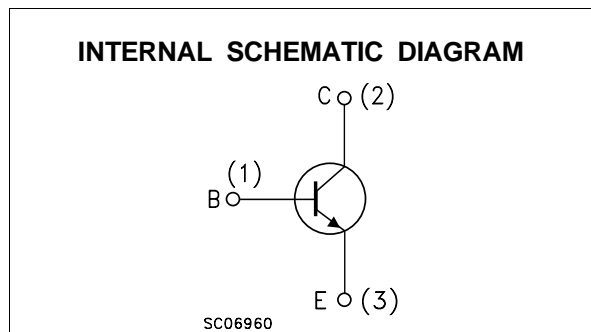 INTERNAL SCHEMATIC DIAGRAM
C (2)
(1)
B
E (3)
SC06960